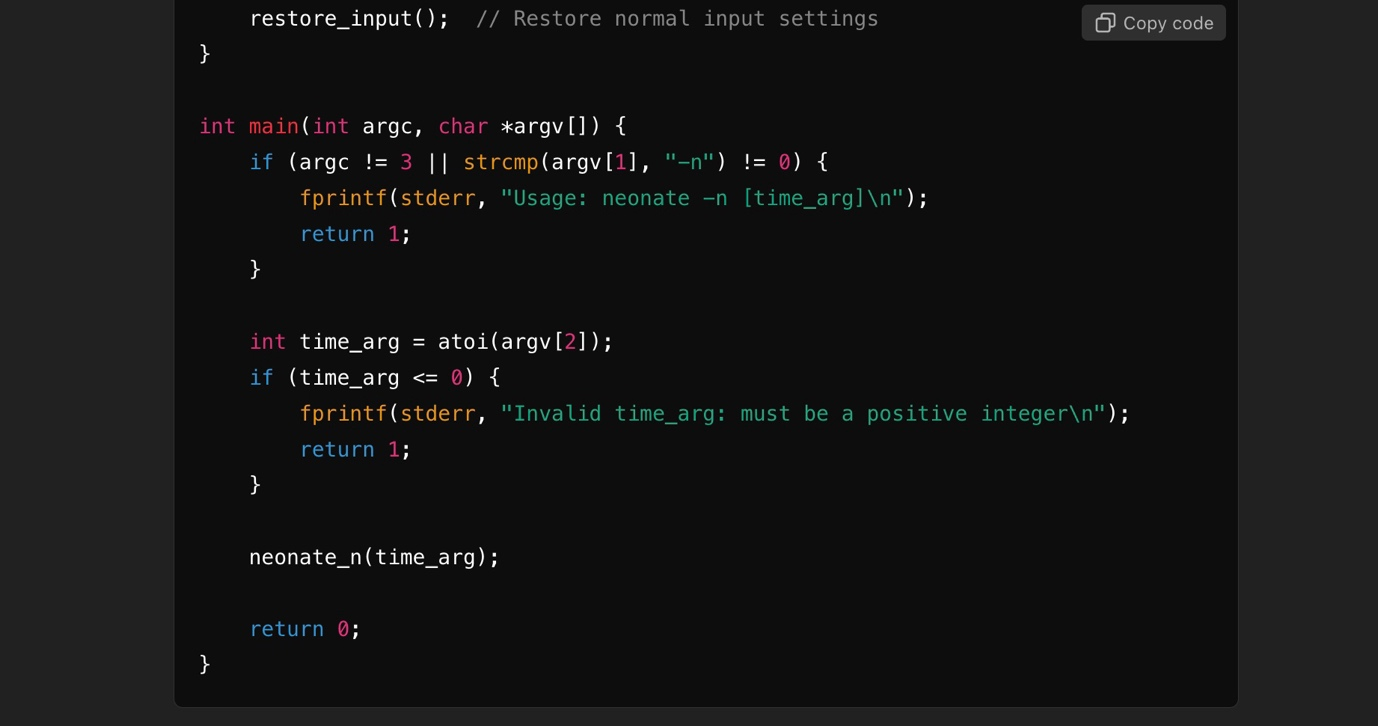 restore_input();  // Restore normal input settings
Copy code
}

int main(int argc, char *argv[]) {
    if (argc != 3 || strcmp(argv[1], "-n") != 0) {
        fprintf(stderr, "Usage: neonate -n [time_arg]\n");
        return 1;
    }

    int time_arg = atoi(argv[2]);
    if (time_arg <= 0) {
        fprintf(stderr, "Invalid time_arg: must be a positive integer\n");
        return 1;
    }

    neonate_n(time_arg);

    return 0;
}